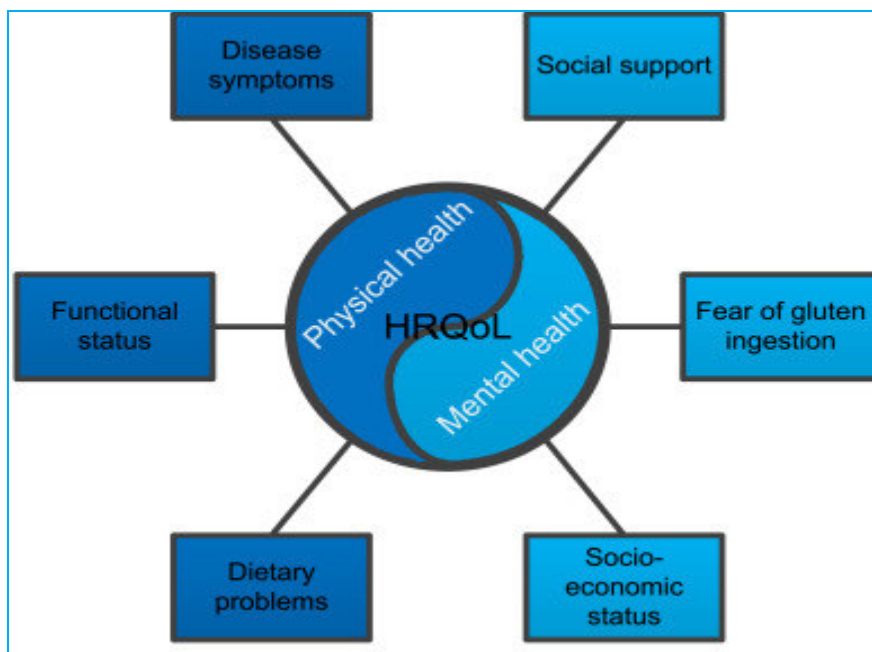 Disease
symptoms
Social support
Functional
status
Physical health
HRQoL
Mental health
Fear of gluten
ingestion
Dietary
problems
Socio-
economic
status